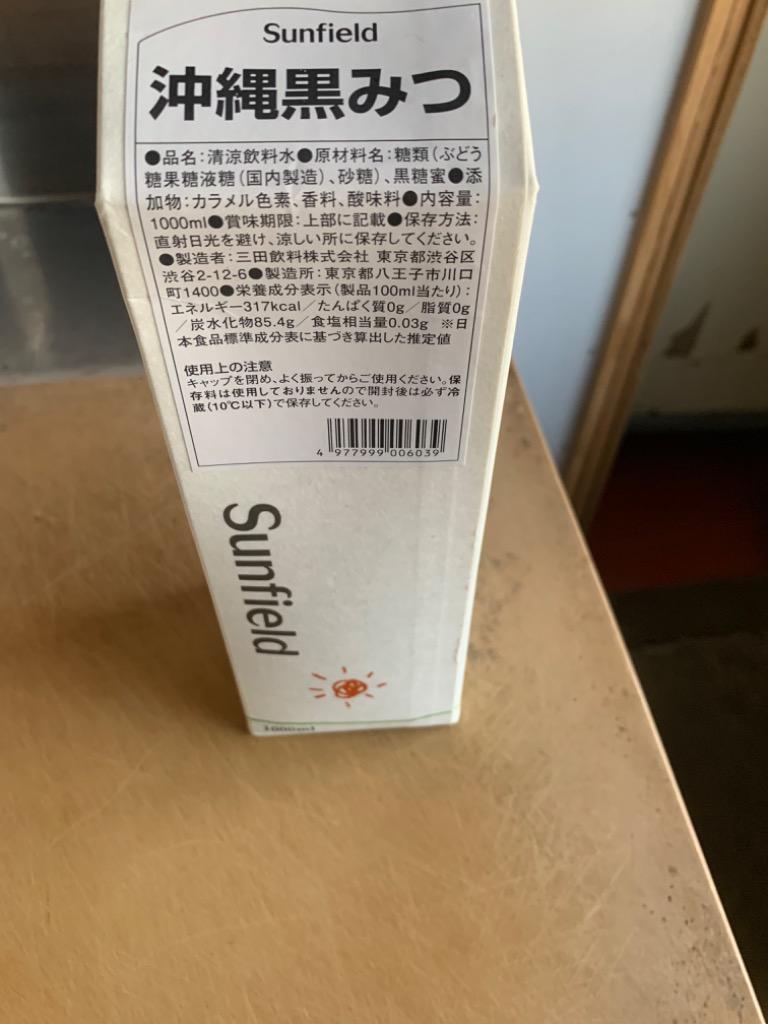 Sunfield
沖縄黒みつ
●品名:清涼飲料水●原材料名:糖類(ぶどう
糖果糖液糖(国内製造)、砂糖)、黒糖蜜●添
加物:カラメル色素、香料、酸味料●内容量:
1000ml●賞味期限:上部に記載●保存方法:
直射日光を避け、涼しい所に保存してください。
●製造者:三田飲料株式会社 東京都渋谷区
渋谷2-12-6●製造所:東京都八王子市川口
町1400●栄養成分表示(製品100ml当たり):
エネルギー317kcal/たんぱく質0g/脂質0g
/炭水化物85.4g/食塩相当量0.03g ※日
本食品標準成分表に基づき算出した推定値
使用上の注意
キャップを閉め、よく振ってからご使用ください。保
存料は使用しておりませんので開封後は必ず冷
蔵(10℃以下)で保存してください。
4 977999 006039
Sunfield
1000ml